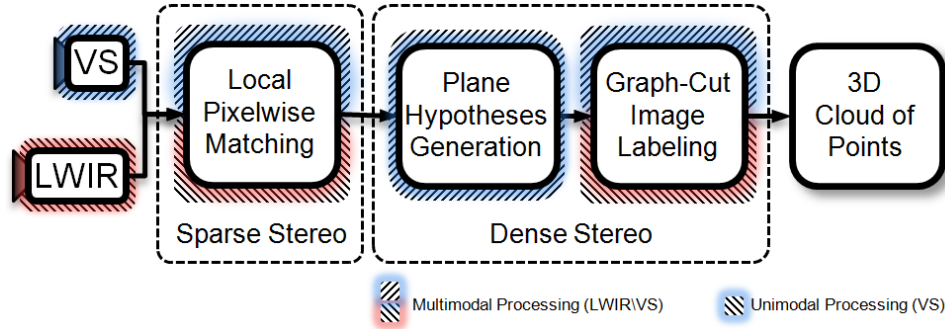 VS
LWIR
Local
Pixelwise
Matching
Sparse Stereo
Plane
Hypotheses
Generation
Graph-Cut
Image
Labeling
Dense Stereo
3D
Cloud of
Points
Multimodal Processing (LWIR\VS)
Unimodal Processing (VS)